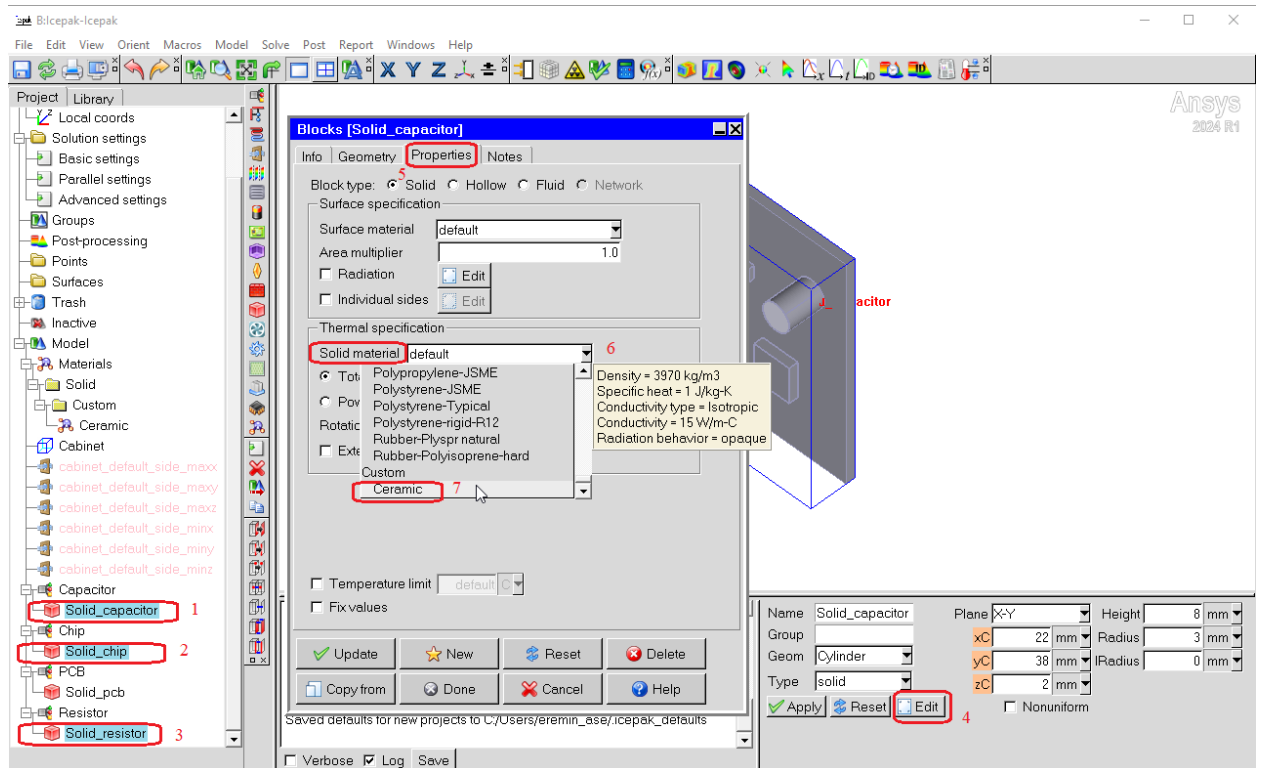 B:Icepak-Icepak
File Edit View Orient Macros Model Solve Post Report Windows Help
Project Library
Local coords
Solution settings
Basic settings
Parallel settings
Advanced settings
Groups
Post-processing
Points
Surfaces
Trash
Inactive
Model
Materials
Solid
Custom
Ceramic
Cabinet
cabinet_default_side_maxx
cabinet_default_side_maxy
cabinet_default_side_maxz
cabinet_default_side_minx
cabinet_default_side_miny
cabinet_default_side_minz
Capacitor
Solid_capacitor 1
Chip
Solid_chip 2
PCB
Solid_pcb
Resistor
Solid_resistor 3
Ansys
2024 R1
acitor
Blocks [Solid_capacitor]
Info Geometry Properties Notes
5
Block type: Solid Hollow Fluid Network
Surface specification
Surface material default
Area multiplier 1.0
Radiation Edit
Individual sides Edit
Thermal specification
Solid material default 6
Tot
Pow
Rotatic
Exte
Polypropylene-JSME
Polystyrene-JSME
Polystyrene-Typical
Polystyrene-rigid-R12
Rubber-Plyspr natural
Rubber-Polyisoprene-hard
Custom
Ceramic 7
Density = 3970 kg/m3
Specific heat = 1 J/kg-K
Conductivity type = Isotropic
Conductivity = 15 W/m-C
Radiation behavior = opaque
Temperature limit default C
Fix values
Update New Reset Delete
Copy from Done Cancel Help
Saved defaults for new projects to C:/Users/eremin_ase/.icepak_defaults
Verbose Log Save
Name Solid_capacitor Plane X-Y Height 8 mm
Group xC 22 mm Radius 3 mm
Geom Cylinder yC 38 mm IRadius 0 mm
Type solid zC 2 mm
Apply Reset Edit 4 Nonuniform